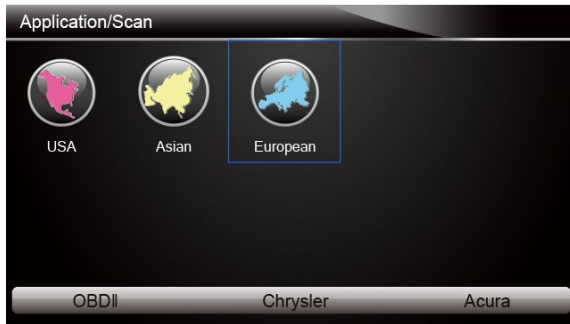 Application/Scan
USA Asian European
OBDⅡ Chrysler Acura